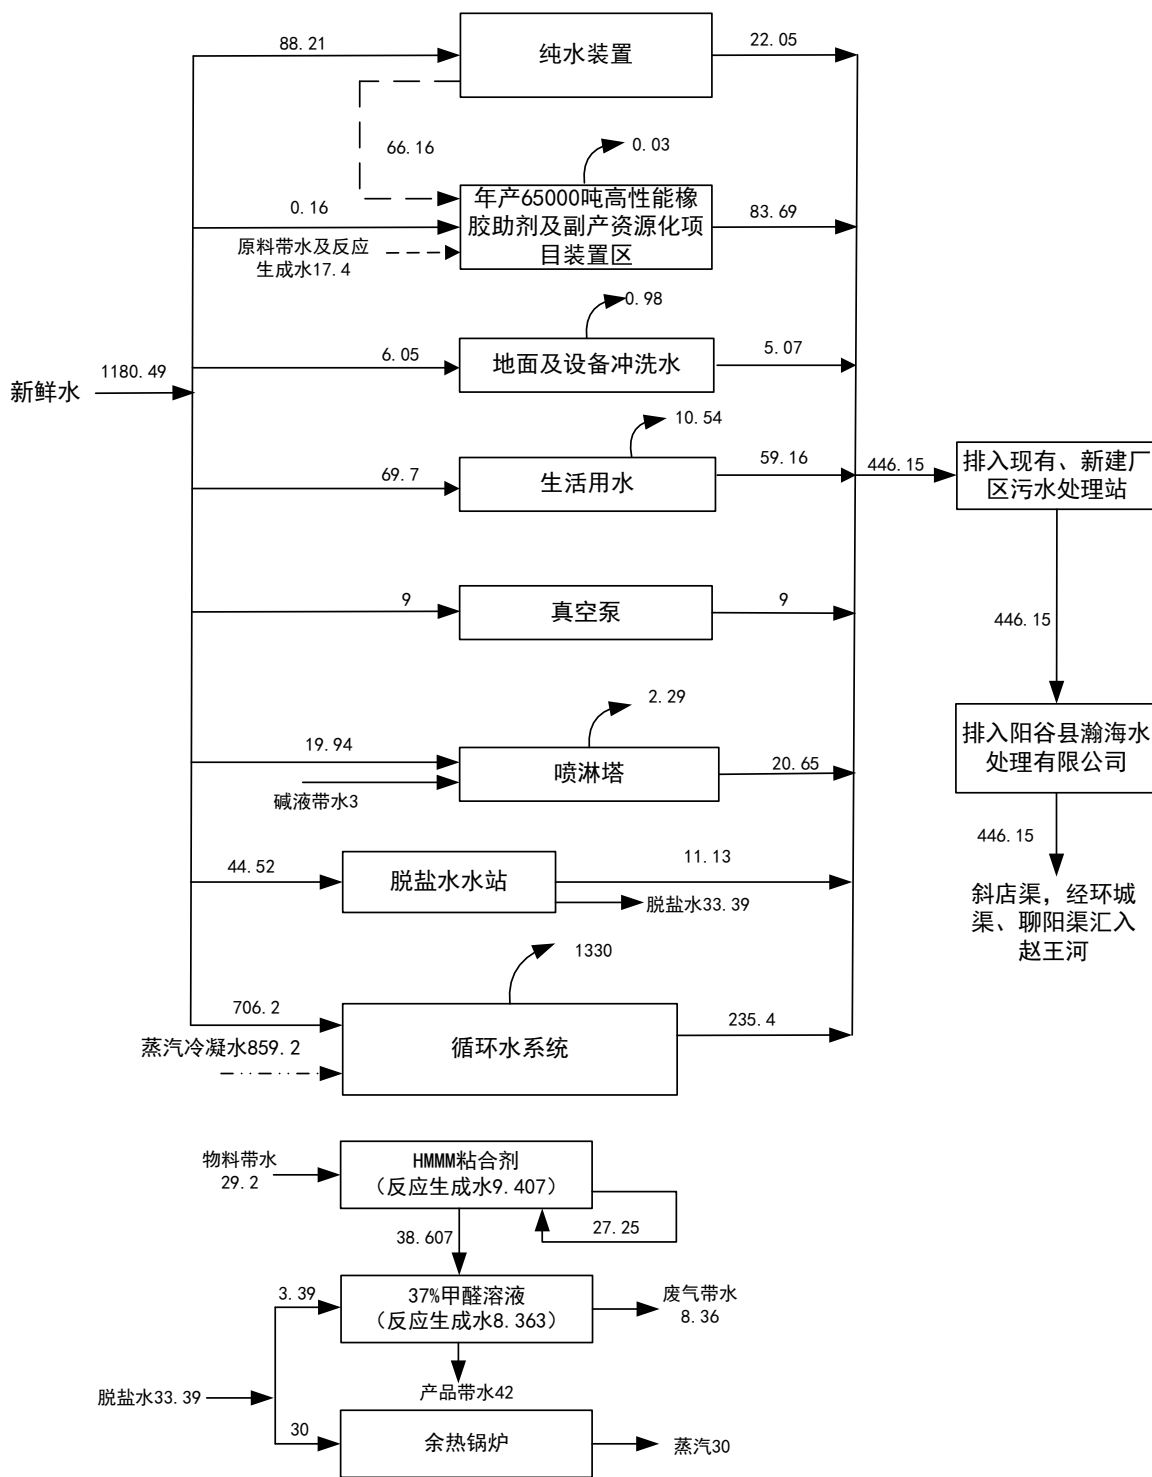 88.21
纯水装置
22.05
66.16
0.03
0.16
年产65000吨高性能橡
胶助剂及副产资源化项
目装置区
83.69
原料带水及反应
生成水17.4
0.98
6.05
地面及设备冲洗水
5.07
新鲜水
1180.49
10.54
69.7
生活用水
59.16
446.15
排入现有、新建厂
区污水处理站
9
真空泵
9
446.15
2.29
19.94
碱液带水3
喷淋塔
20.65
排入阳谷县瀚海水
处理有限公司
446.15
44.52
脱盐水水站
11.13
脱盐水33.39
斜店渠，经环城
渠、聊阳渠汇入
赵王河
1330
706.2
蒸汽冷凝水859.2
循环水系统
235.4
物料带水
29.2
HMMM粘合剂
（反应生成水9.407）
27.25
38.607
3.39
37%甲醛溶液
（反应生成水8.363）
废气带水
8.36
脱盐水33.39
产品带水42
30
余热锅炉
蒸汽30